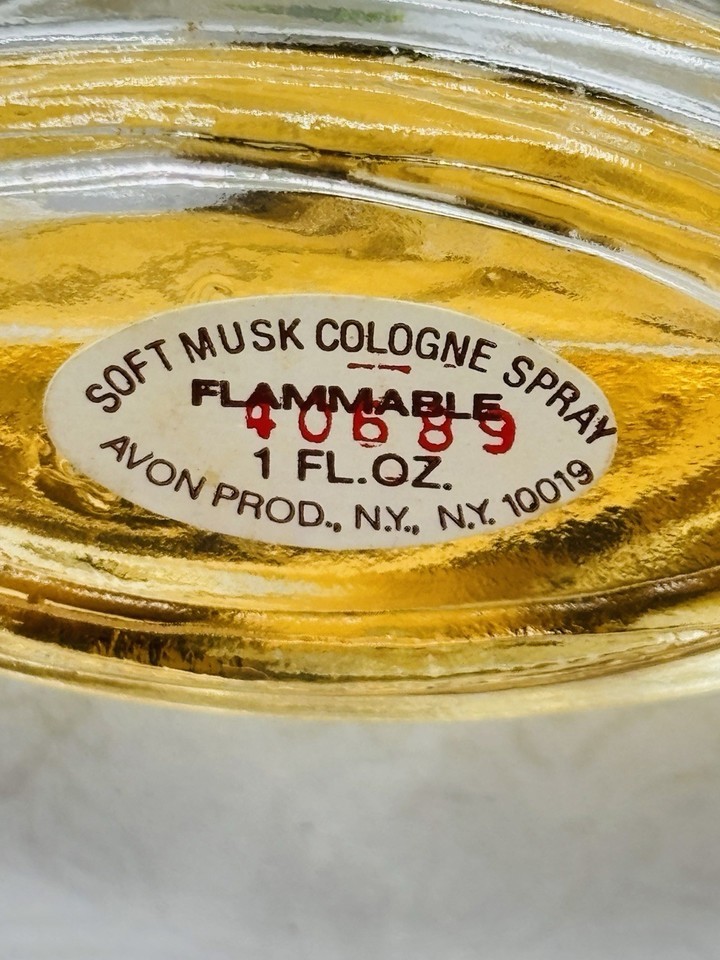 SOFT MUSK COLOGNE SPRAY
FLAMMABLE
40689
1 FL.OZ.
AVON PROD., N.Y., N.Y. 10019